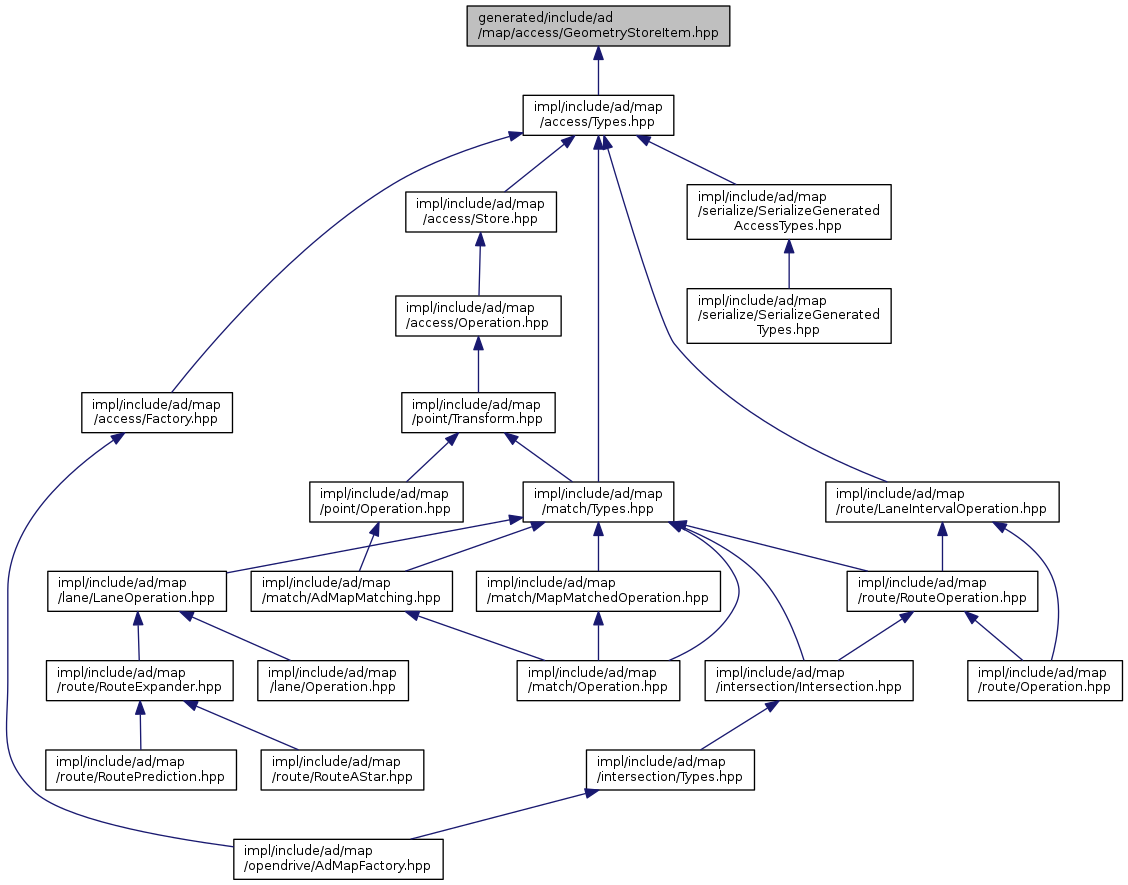 generated/include/ad
/map/access/GeometryStoreItem.hpp
impl/include/ad/map
/access/Types.hpp
impl/include/ad/map
/access/Store.hpp
impl/include/ad/map
/serialize/SerializeGenerated
AccessTypes.hpp
impl/include/ad/map
/access/Operation.hpp
impl/include/ad/map
/serialize/SerializeGenerated
Types.hpp
impl/include/ad/map
/access/Factory.hpp
impl/include/ad/map
/point/Transform.hpp
impl/include/ad/map
/point/Operation.hpp
impl/include/ad/map
/match/Types.hpp
impl/include/ad/map
/route/LaneIntervalOperation.hpp
impl/include/ad/map
/lane/LaneOperation.hpp
impl/include/ad/map
/match/AdMapMatching.hpp
impl/include/ad/map
/match/MapMatchedOperation.hpp
impl/include/ad/map
/route/RouteOperation.hpp
impl/include/ad/map
/route/RouteExpander.hpp
impl/include/ad/map
/lane/Operation.hpp
impl/include/ad/map
/match/Operation.hpp
impl/include/ad/map
/intersection/Intersection.hpp
impl/include/ad/map
/route/Operation.hpp
impl/include/ad/map
/route/RoutePrediction.hpp
impl/include/ad/map
/route/RouteAStar.hpp
impl/include/ad/map
/intersection/Types.hpp
impl/include/ad/map
/opendrive/AdMapFactory.hpp